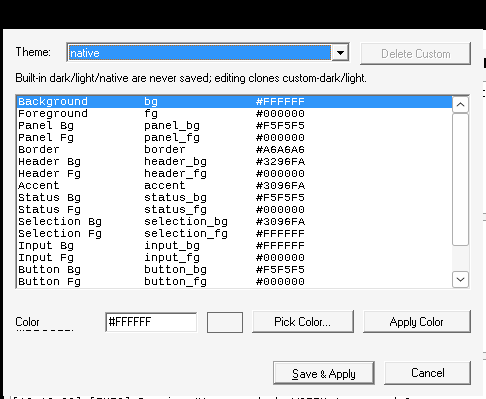 Theme: native Delete Custom
Built-in dark/light/native are never saved; editing clones custom-dark/light.
Background bg #FFFFFF
Foreground fg #000000
Panel Bg panel_bg #F5F5F5
Panel Fg panel_fg #000000
Border border #A6A6A6
Header Bg header_bg #3296FA
Header Fg header_fg #000000
Accent accent #3096FA
Status Bg status_bg #F5F5F5
Status Fg status_fg #000000
Selection Bg selection_bg #3096FA
Selection Fg selection_fg #FFFFFF
Input Bg input_bg #FFFFFF
Input Fg input_fg #000000
Button Bg button_bg #F5F5F5
Button Fg button_fg #000000
Color #FFFFFF Pick Color... Apply Color
Save & Apply Cancel